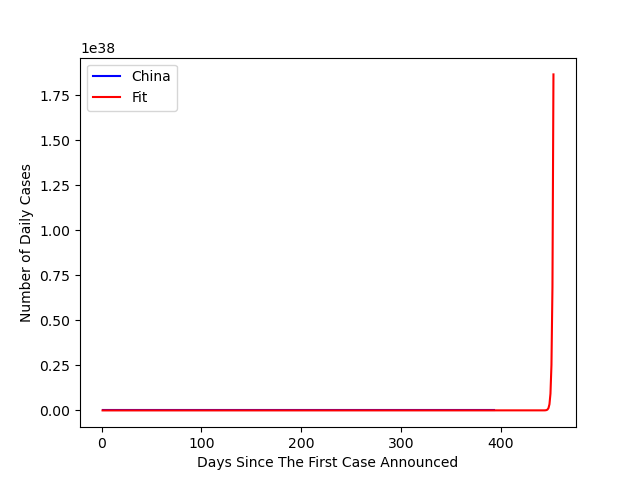 1e38
China
Fit
1.75
1.50
1.25
1.00
0.75
0.50
0.25
0.00
Number of Daily Cases
0 100 200 300 400
Days Since The First Case Announced